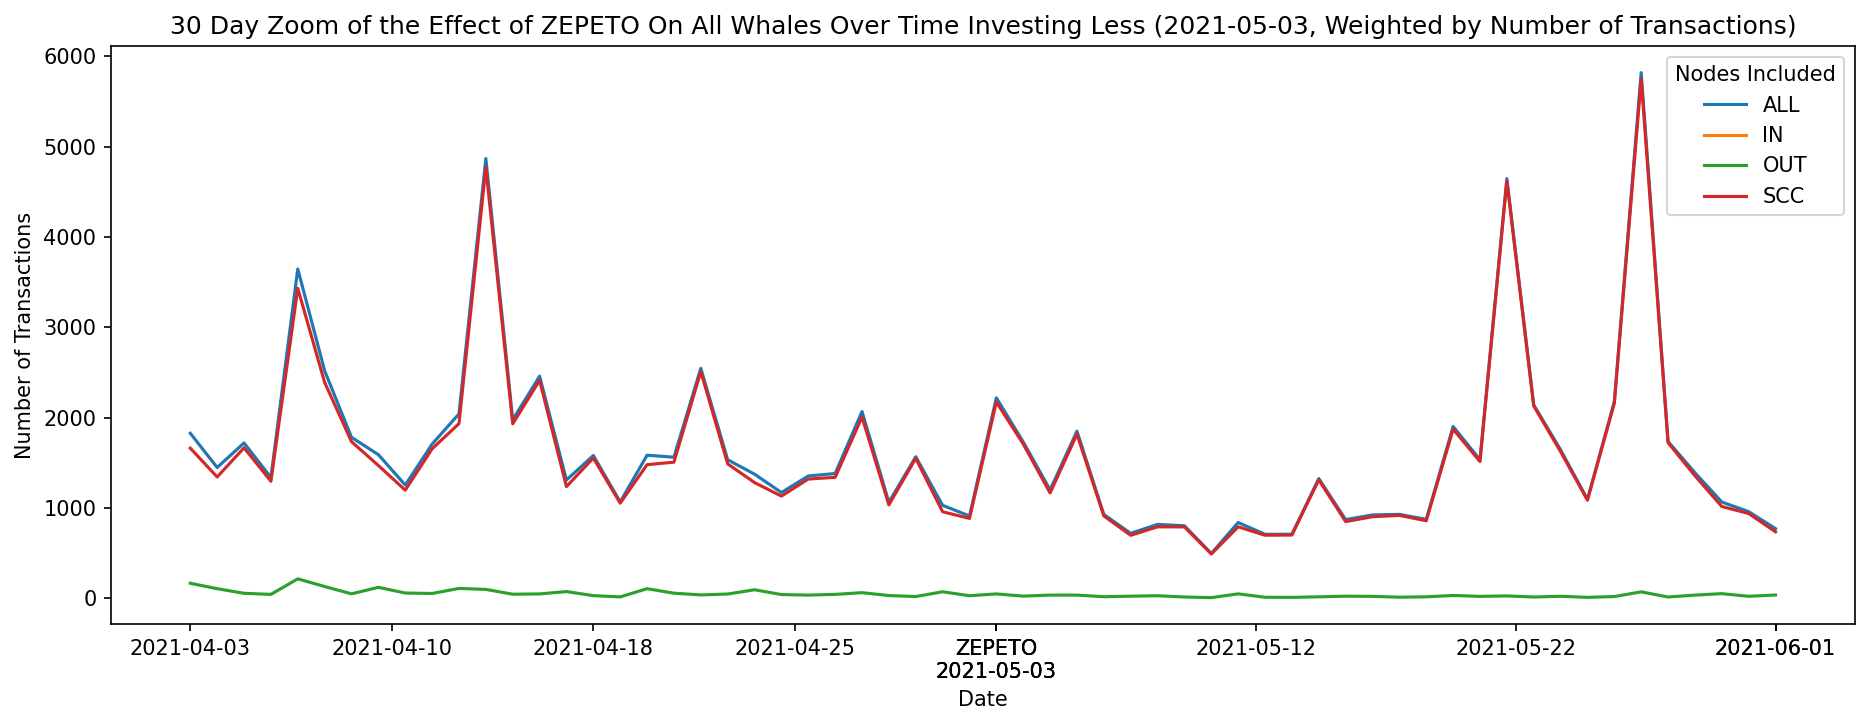 30 Day Zoom of the Effect of ZEPETO On All Whales Over Time Investing Less (2021-05-03, Weighted by Number of Transactions)
Nodes Included
ALL
IN
OUT
SCC
Number of Transactions
6000
5000
4000
3000
2000
1000
0
2021-04-03 2021-04-10 2021-04-18 2021-04-25 ZEPETO 2021-05-12 2021-05-22 2021-06-01
2021-05-03
Date